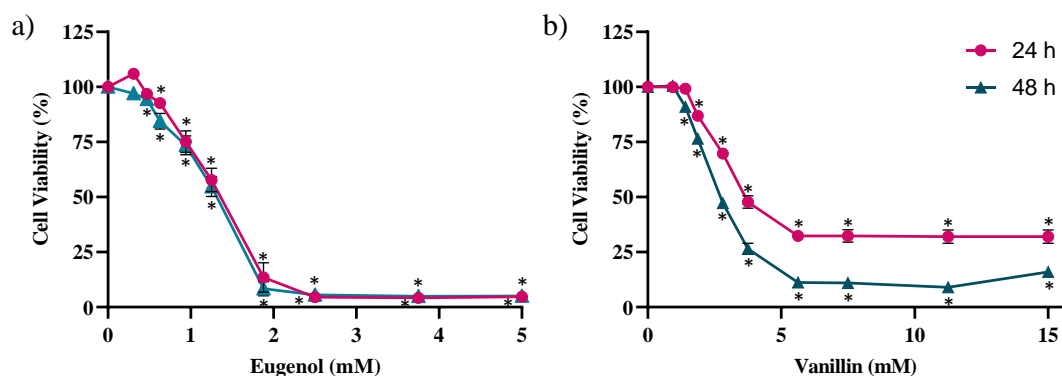 a)
Cell Viability (%)
125
100
75
50
25
0
0 1 2 3 4 5
Eugenol (mM)
b)
Cell Viability (%)
125
100
75
50
25
0
0 5 10 15
Vanillin (mM)
24 h
48 h